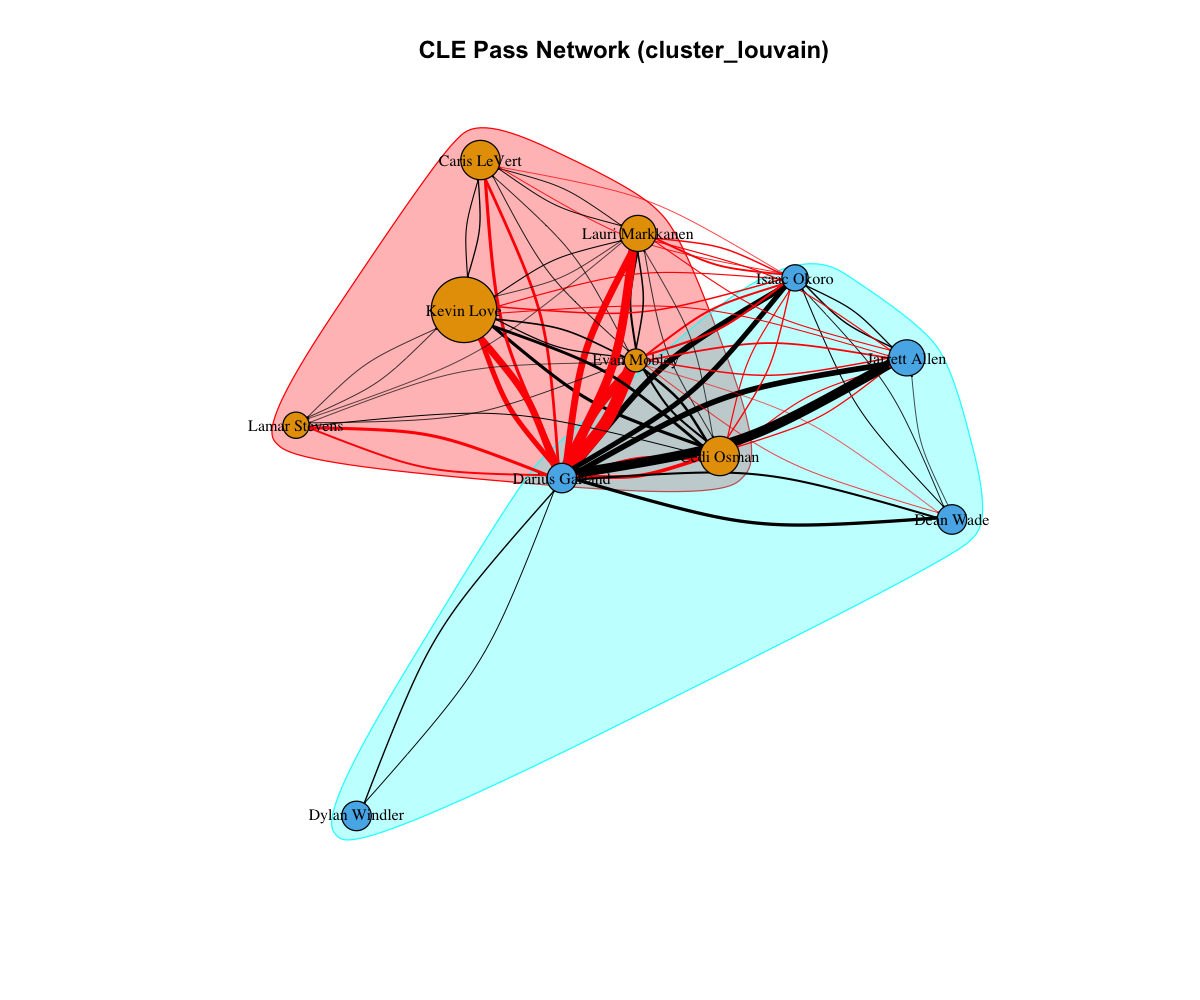 CLE Pass Network (cluster_louvain)
Caris LeVert
Lauri Markkanen
Isaac Okoro
Kevin Love
Evan Mobley
Jarrett Allen
Lamar Stevens
Cedi Osman
Darius Garland
Dean Wade
Dylan Windler